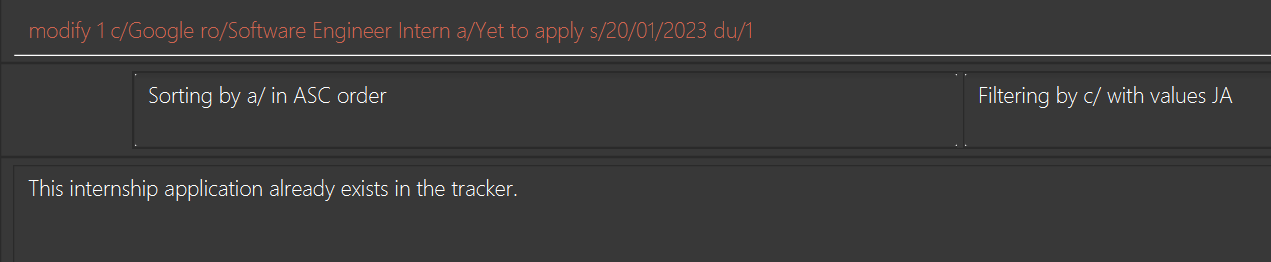 modify 1 c/Google ro/Software Engineer Intern a/Yet to apply s/20/01/2023 du/1
Sorting by a/ in ASC order
Filtering by c/ with values JA
This internship application already exists in the tracker.